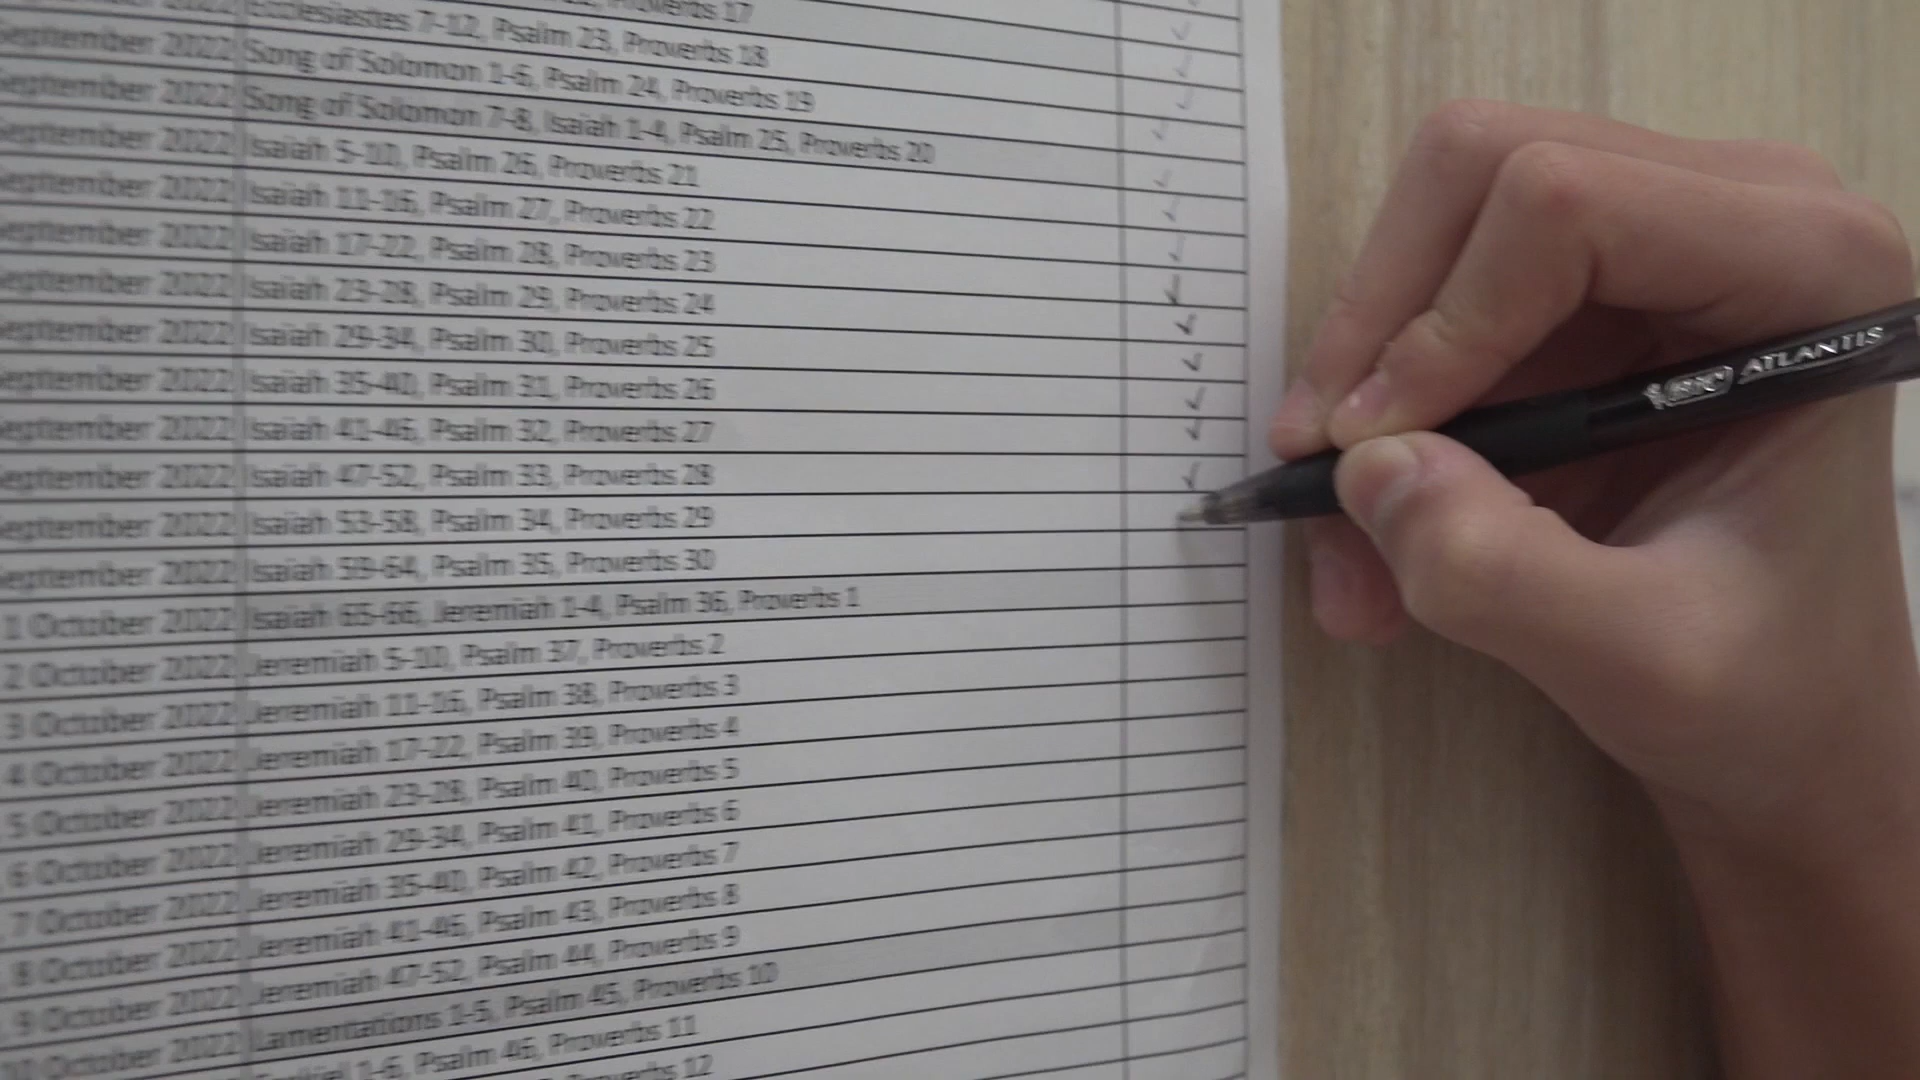 Proverbs 17
September 2022 Ecclesiastes 7-12, Psalm 23, Proverbs 18
September 2022 Song of Solomon 1-6, Psalm 24, Proverbs 19
September 2022 Song of Solomon 7-8, Isaiah 1-4, Psalm 25, Proverbs 20
September 2022 Isaiah 5-10, Psalm 26, Proverbs 21
September 2022 Isaiah 11-16, Psalm 27, Proverbs 22
September 2022 Isaiah 17-22, Psalm 28, Proverbs 23
September 2022 Isaiah 23-28, Psalm 29, Proverbs 24
September 2022 Isaiah 29-34, Psalm 30, Proverbs 25
September 2022 Isaiah 35-40, Psalm 31, Proverbs 26
September 2022 Isaiah 41-46, Psalm 32, Proverbs 27
September 2022 Isaiah 47-52, Psalm 33, Proverbs 28
September 2022 Isaiah 53-58, Psalm 34, Proverbs 29
September 2022 Isaiah 59-64, Psalm 35, Proverbs 30
1 October 2022 Isaiah 65-66, Jeremiah 1-4, Psalm 36, Proverbs 1
2 October 2022 Jeremiah 5-10, Psalm 37, Proverbs 2
3 October 2022 Jeremiah 11-16, Psalm 38, Proverbs 3
4 October 2022 Jeremiah 17-22, Psalm 39, Proverbs 4
5 October 2022 Jeremiah 23-28, Psalm 40, Proverbs 5
6 October 2022 Jeremiah 29-34, Psalm 41, Proverbs 6
7 October 2022 Jeremiah 35-40, Psalm 42, Proverbs 7
8 October 2022 Jeremiah 41-46, Psalm 43, Proverbs 8
9 October 2022 Jeremiah 47-52, Psalm 44, Proverbs 9
10 October 2022 Lamentations 1-5, Psalm 45, Proverbs 10
Ezekiel 1-6, Psalm 46, Proverbs 11
Proverbs 12
BIC ATLANTIS